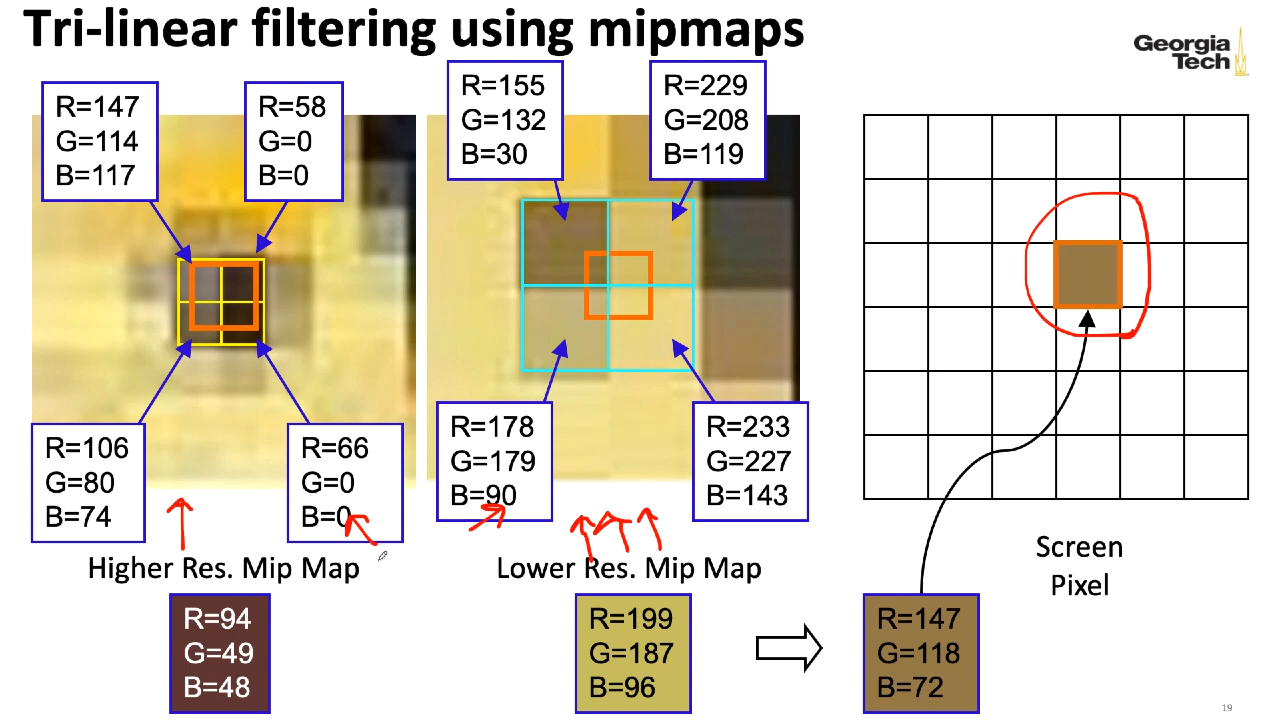 Tri-linear filtering using mipmaps
Georgia
Tech
R=147
G=114
B=117
R=58
G=0
B=0
R=155
G=132
B=30
R=229
G=208
B=119
R=106
G=80
B=74
R=66
G=0
B=0
R=178
G=179
B=90
R=233
G=227
B=143
Higher Res. Mip Map
Lower Res. Mip Map
Screen
Pixel
R=94
G=49
B=48
R=199
G=187
B=96
R=147
G=118
B=72
19